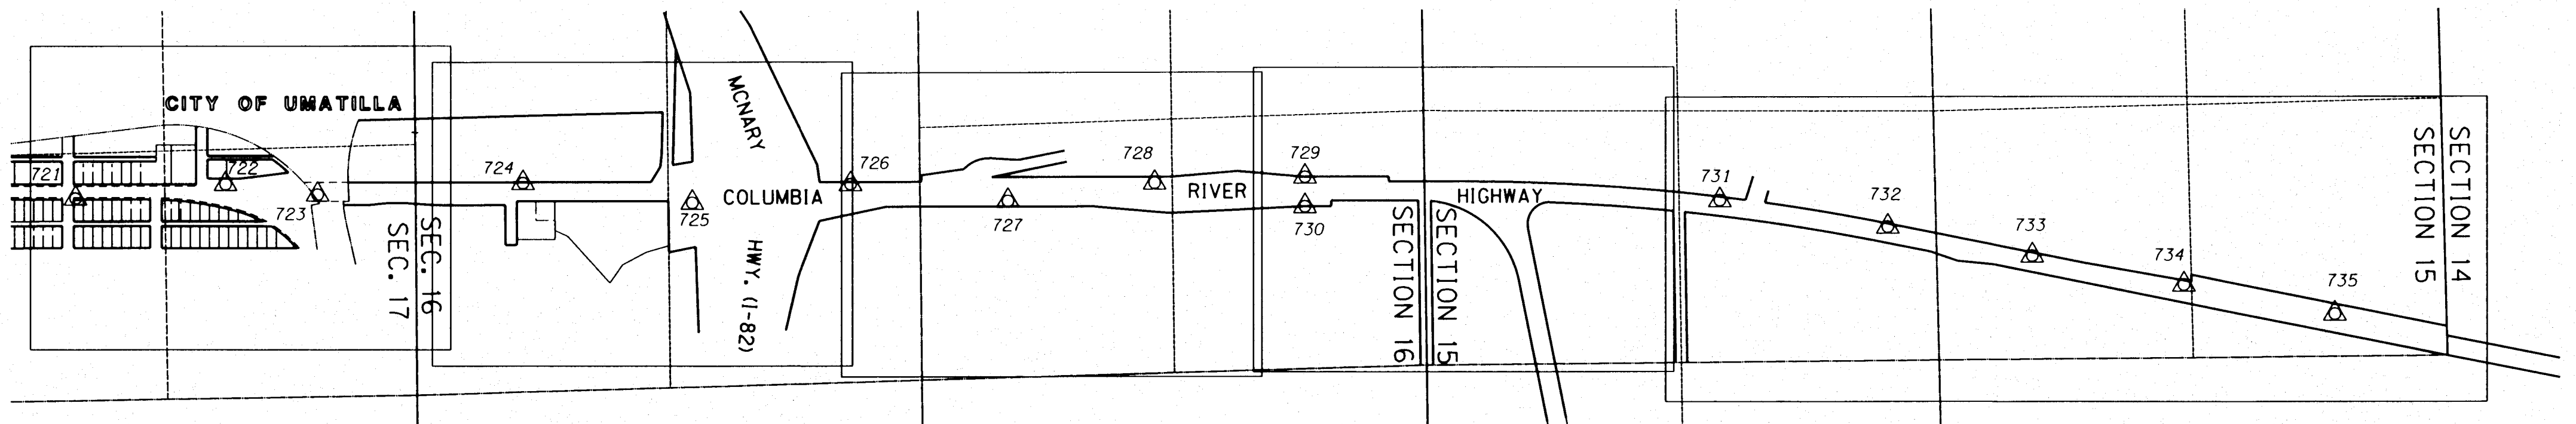 CITY OF UMATILLA
721
722
723
SEC. 17
SEC. 16
724
MCNARY
HWY. (I-82)
725
COLUMBIA
RIVER
HIGHWAY
726
727
728
729
730
SECTION 16
SECTION 15
731
732
733
734
735
SECTION 15
SECTION 14